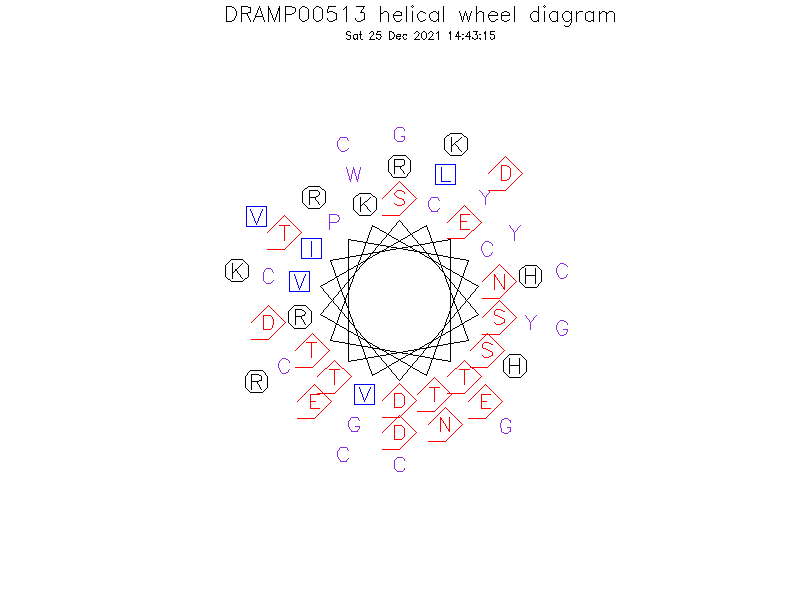 DRAMP00513 helical wheel diagram
Sat 25 Dec 2021 14:43:15
C G K
W R L D
R K S C Y
V T P E Y
I C
K C V N H C
D R S Y G
C T S H
R T T
E V D T E
G D N G
C C